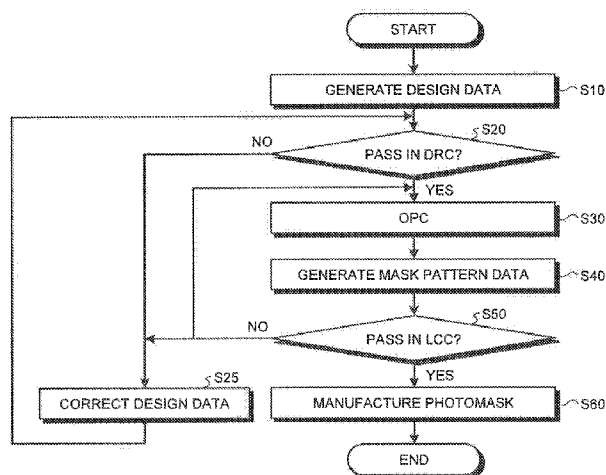 START
GENERATE DESIGN DATA
S10
S20
NO
PASS IN DRC?
YES
OPC
S30
GENERATE MASK PATTERN DATA
S40
S50
NO
PASS IN LCC?
YES
S25
CORRECT DESIGN DATA
MANUFACTURE PHOTOMASK
S60
END